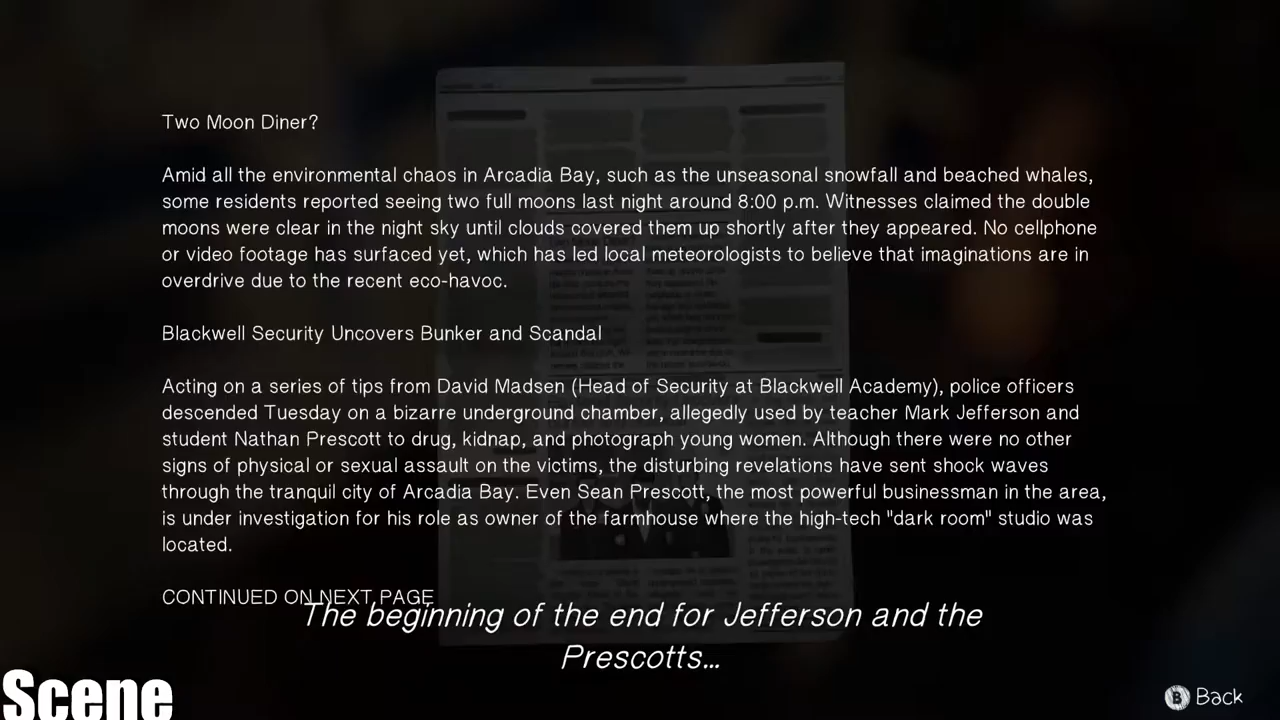 Two Moon Diner?
Amid all the environmental chaos in Arcadia Bay, such as the unseasonal snowfall and beached whales,
some residents reported seeing two full moons last night around 8:00 p.m. Witnesses claimed the double
moons were clear in the night sky until clouds covered them up shortly after they appeared. No cellphone
or video footage has surfaced yet, which has led local meteorologists to believe that imaginations are in
overdrive due to the recent eco-havoc.
Blackwell Security Uncovers Bunker and Scandal
Acting on a series of tips from David Madsen (Head of Security at Blackwell Academy), police officers
descended Tuesday on a bizarre underground chamber, allegedly used by teacher Mark Jefferson and
student Nathan Prescott to drug, kidnap, and photograph young women. Although there were no other
signs of physical or sexual assault on the victims, the disturbing revelations have sent shock waves
through the tranquil city of Arcadia Bay. Even Sean Prescott, the most powerful businessman in the area,
is under investigation for his role as owner of the farmhouse where the high-tech "dark room" studio was
located.
CONTINUED ON NEXT PAGE
The beginning of the end for Jefferson and the
Prescotts...
Scene
B Back